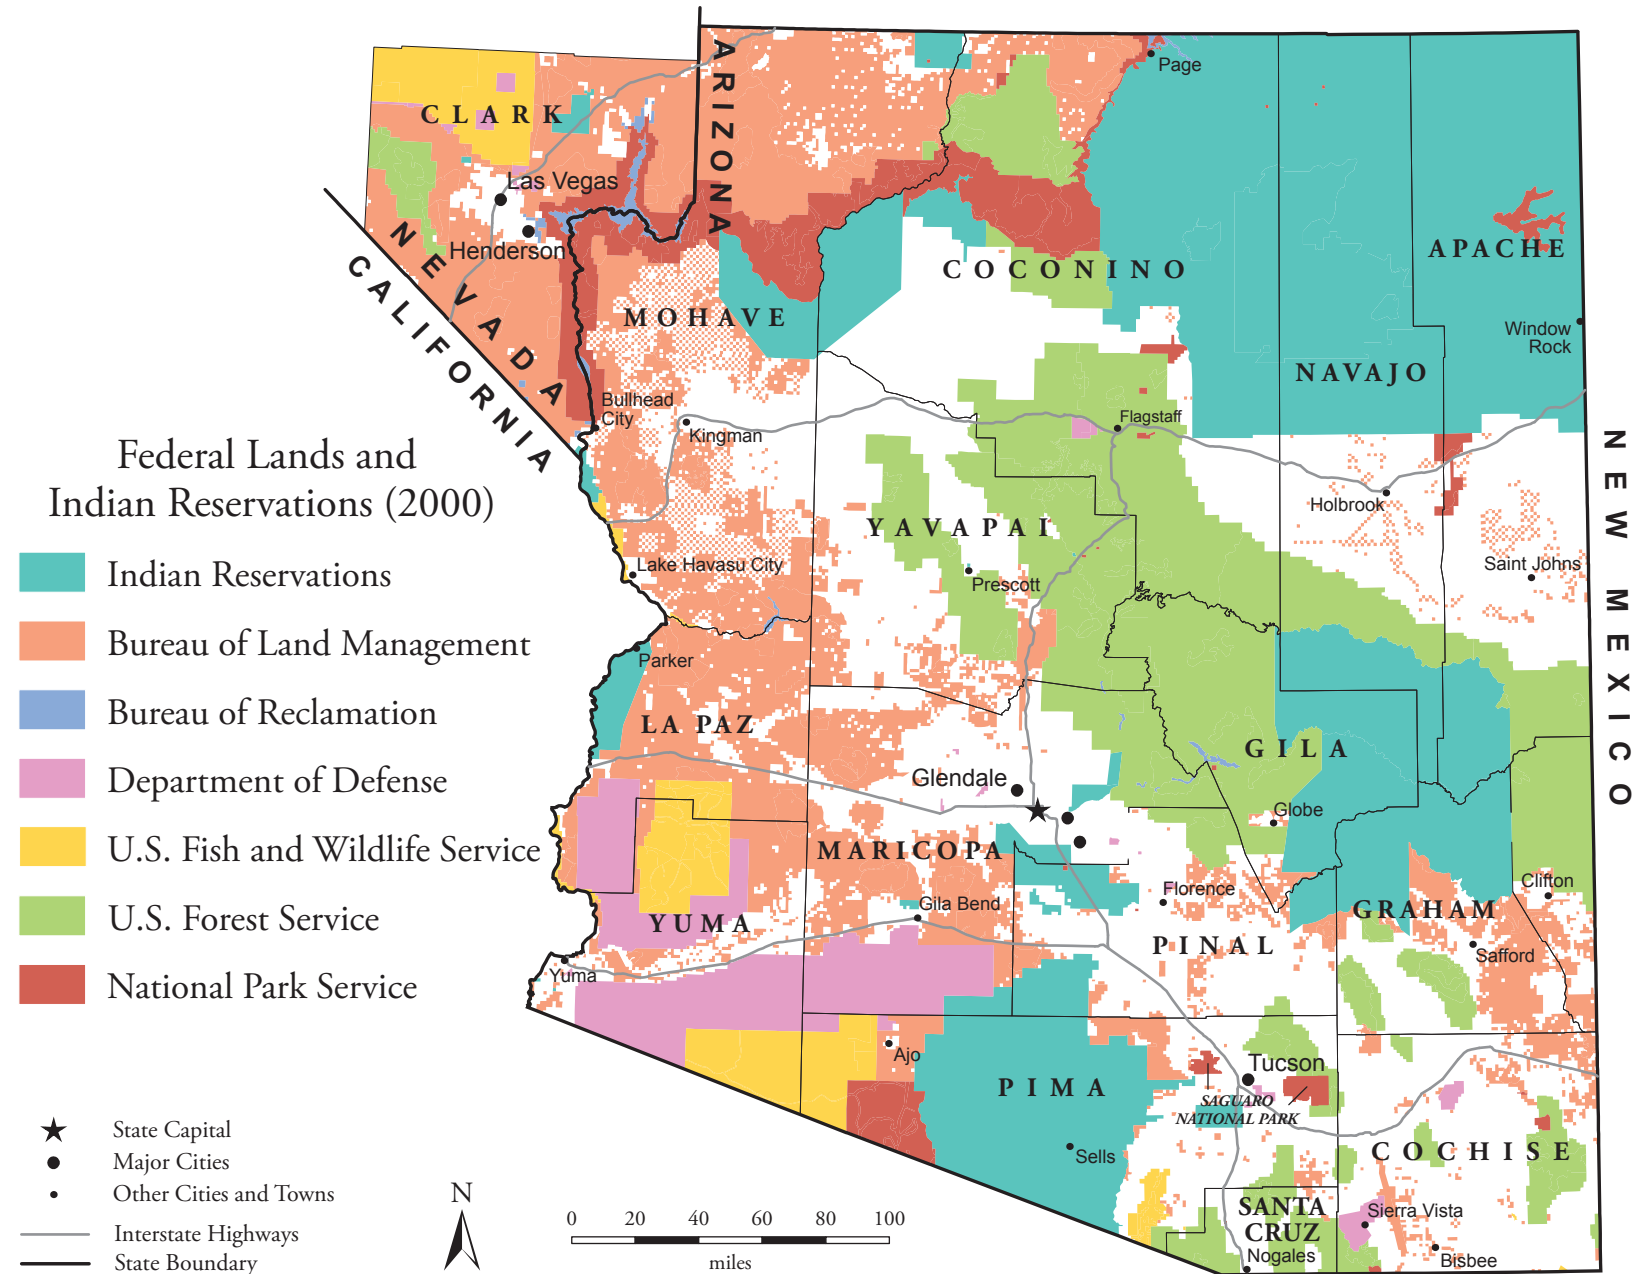 ARIZONA
Page
CLARK
Las Vegas
Henderson
NEVADA
CALIFORNIA
APACHE
COCONINO
MOHAVE
Window
Rock
NAVAJO
Bullhead
City
Kingman
Flagstaff
NEW MEXICO
Federal Lands and
Indian Reservations (2000)
Holbrook
YAVAPAI
Lake Havasu City
Prescott
Saint Johns
Indian Reservations
Bureau of Land Management
Bureau of Reclamation
Department of Defense
U.S. Fish and Wildlife Service
U.S. Forest Service
National Park Service
Parker
LA PAZ
GILA
Glendale
Globe
MARICOPA
Florence
Clifton
Gila Bend
GRAHAM
YUMA
PINAL
Safford
Yuma
Ajo
Tucson
PIMA
SAGUARO
NATIONAL PARK
Sells
COCHISE
SANTA
CRUZ
Sierra Vista
Nogales
Bisbee
State Capital
Major Cities
Other Cities and Towns
Interstate Highways
State Boundary
N
0 20 40 60 80 100
miles